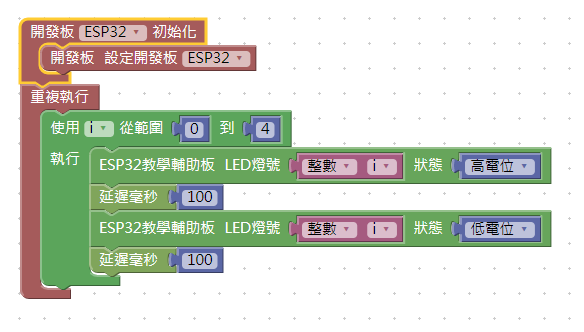 開發板 ESP32 初始化
開發板 設定開發板 ESP32
重複執行
使用 i 從範圍 0 到 4
執行 ESP32教學輔助板 LED燈號 整數 i 狀態 高電位
延遲毫秒 100
ESP32教學輔助板 LED燈號 整數 i 狀態 低電位
延遲毫秒 100